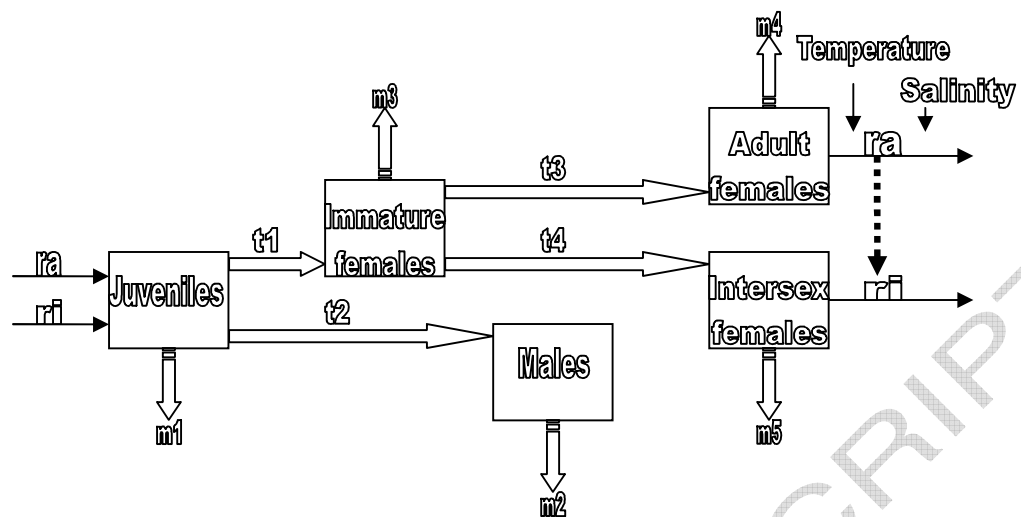 m4
Temperature
Salinity
m3
Adult
females
ra
t3
Immature
females
t1
t4
ra
Juveniles
ri
Intersex
females
ri
t2
Males
m1
m5
m2
CRIPT